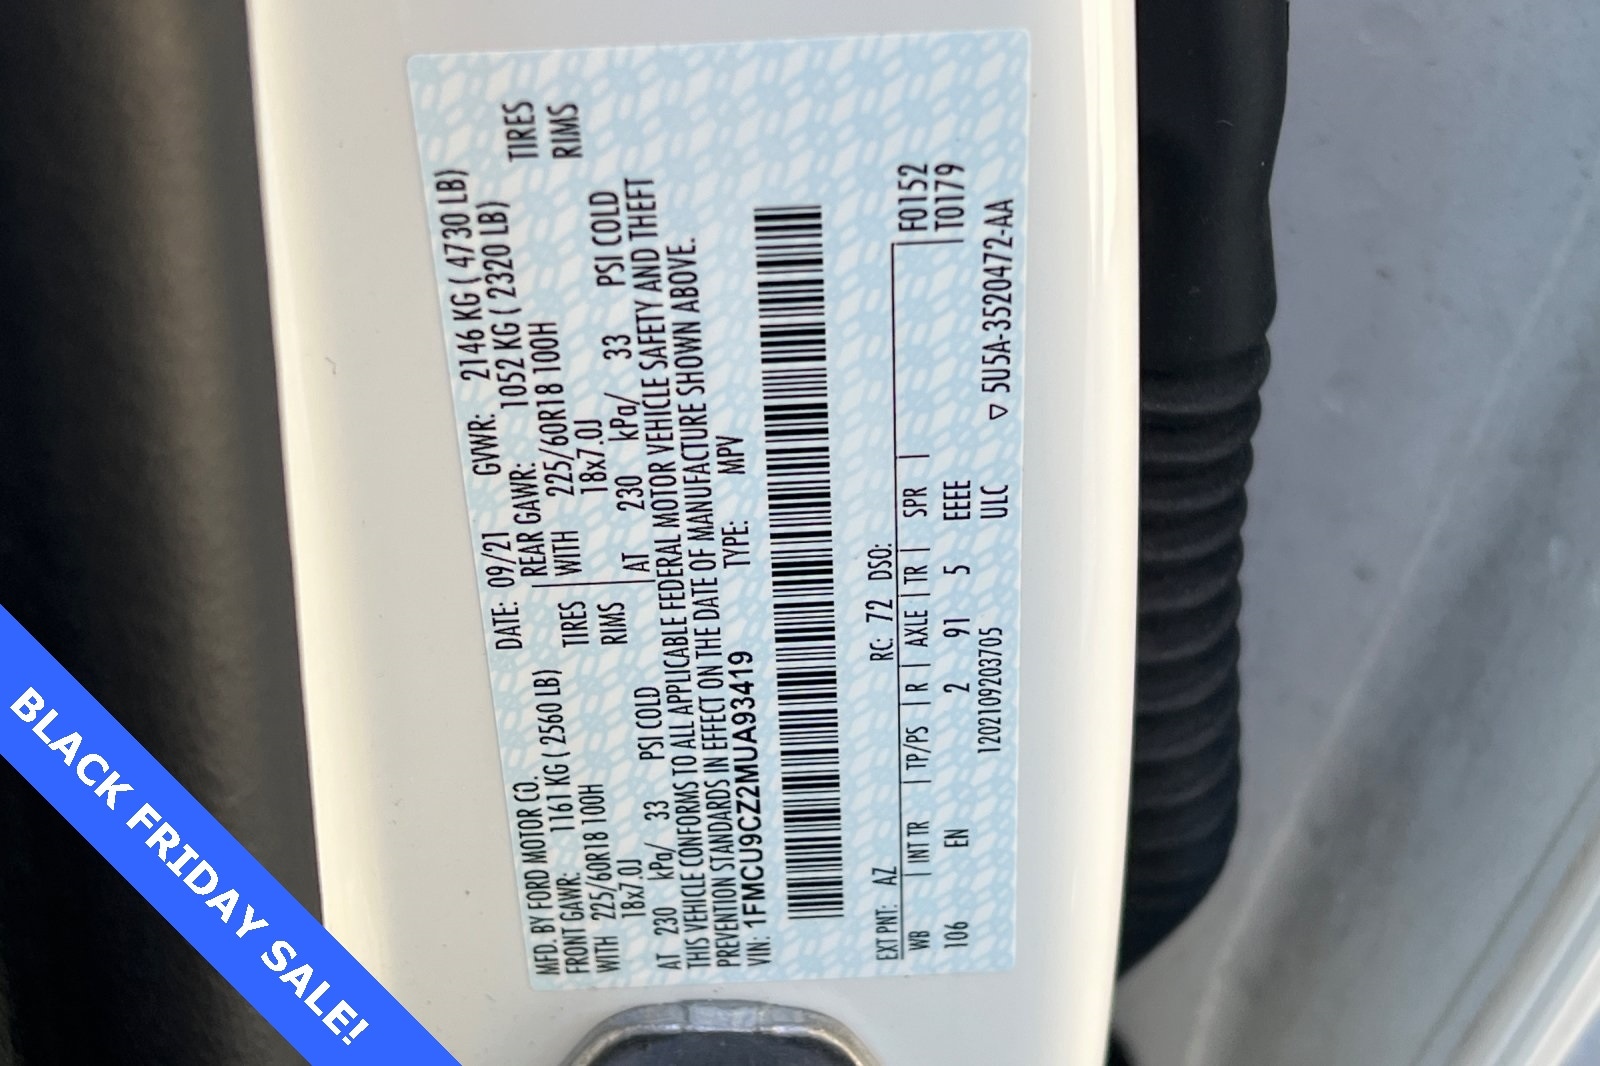 MFD. BY FORD MOTOR CO.
DATE: 09/21 GVWR: 2146 KG ( 4730 LB)
FRONT GAWR: 1161 KG ( 2560 LB) REAR GAWR: 1052 KG ( 2320 LB)
WITH 225/60R18 100H TIRES WITH 225/60R18 100H TIRES
18x7.0J RIMS 18x7.0J RIMS
AT 230 kPa/ 33 PSI COLD AT 230 kPa/ 33 PSI COLD
THIS VEHICLE CONFORMS TO ALL APPLICABLE FEDERAL MOTOR VEHICLE SAFETY AND THEFT
PREVENTION STANDARDS IN EFFECT ON THE DATE OF MANUFACTURE SHOWN ABOVE.
VIN: 1FMCU9CZ2MUA93419 TYPE: MPV
EXT PNT: AZ RC: 72 DSO: F0152
WB | INT TR | TP/PS | R | AXLE | TR | SPR | T0179
106 EN 2 91 5 EEE
1202109203705 ULC ▽ 5U5A-3520472-AA
BLACK FRIDAY SALE!